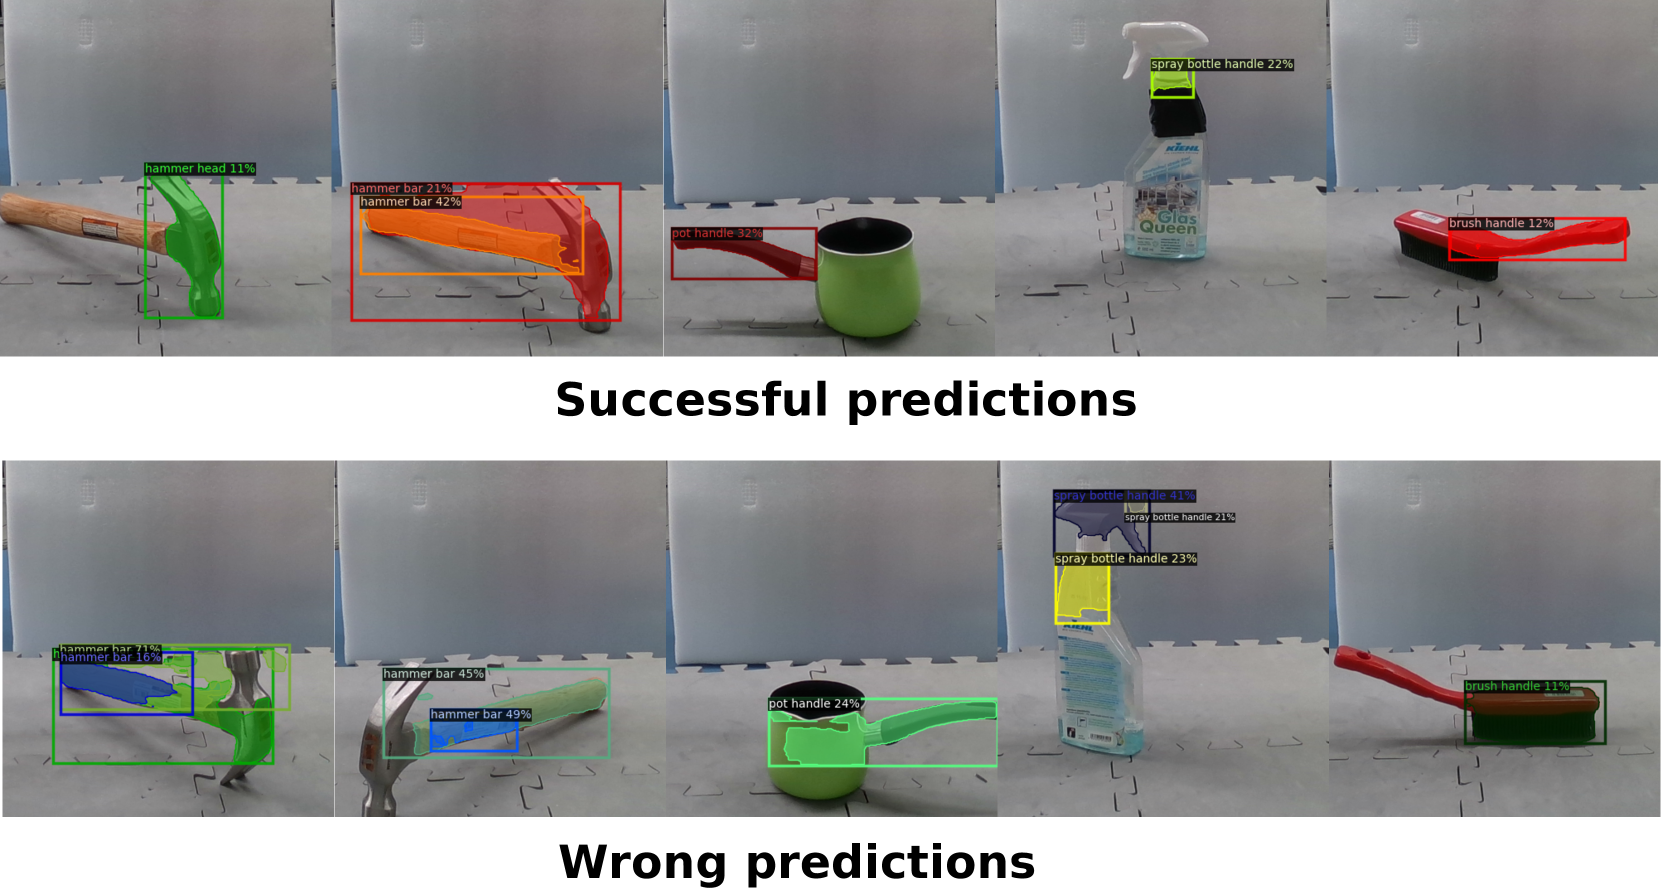 hammer head 11%
hammer bar 21%
hammer bar 42%
pot handle 32%
spray bottle handle 22%
brush handle 12%
KIEHL
Glas
Queen
Successful predictions
spray bottle handle 41%
spray bottle handle 21%
spray bottle handle 23%
KIEHL
hammer bar 71%
hammer bar 16%
hammer bar 45%
hammer bar 49%
pot handle 24%
brush handle 11%
Wrong predictions